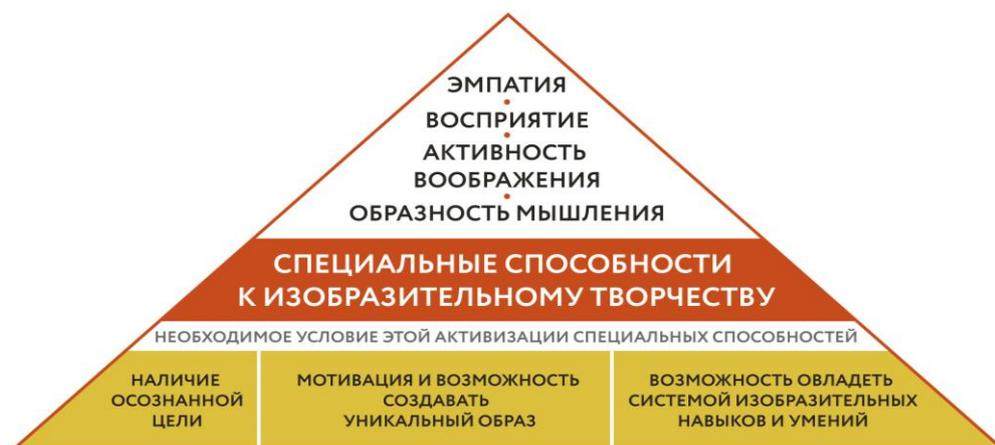 ЭМПАТИЯ
ВОСПРИЯТИЕ
АКТИВНОСТЬ
ВООБРАЖЕНИЯ
ОБРАЗНОСТЬ МЫШЛЕНИЯ
СПЕЦИАЛЬНЫЕ СПОСОБНОСТИ
К ИЗОБРАЗИТЕЛЬНОМУ ТВОРЧЕСТВУ
НЕОБХОДИМОЕ УСЛОВИЕ ЭТОЙ АКТИВИЗАЦИИ СПЕЦИАЛЬНЫХ СПОСОБНОСТЕЙ
НАЛИЧИЕ
ОСОЗНАННОЙ
ЦЕЛИ
МОТИВАЦИЯ И ВОЗМОЖНОСТЬ
СОЗДАВАТЬ
УНИКАЛЬНЫЙ ОБРАЗ
ВОЗМОЖНОСТЬ ОВЛАДЕТЬ
СИСТЕМОЙ ИЗОБРАЗИТЕЛЬНЫХ
НАВЫКОВ И УМЕНИЙ